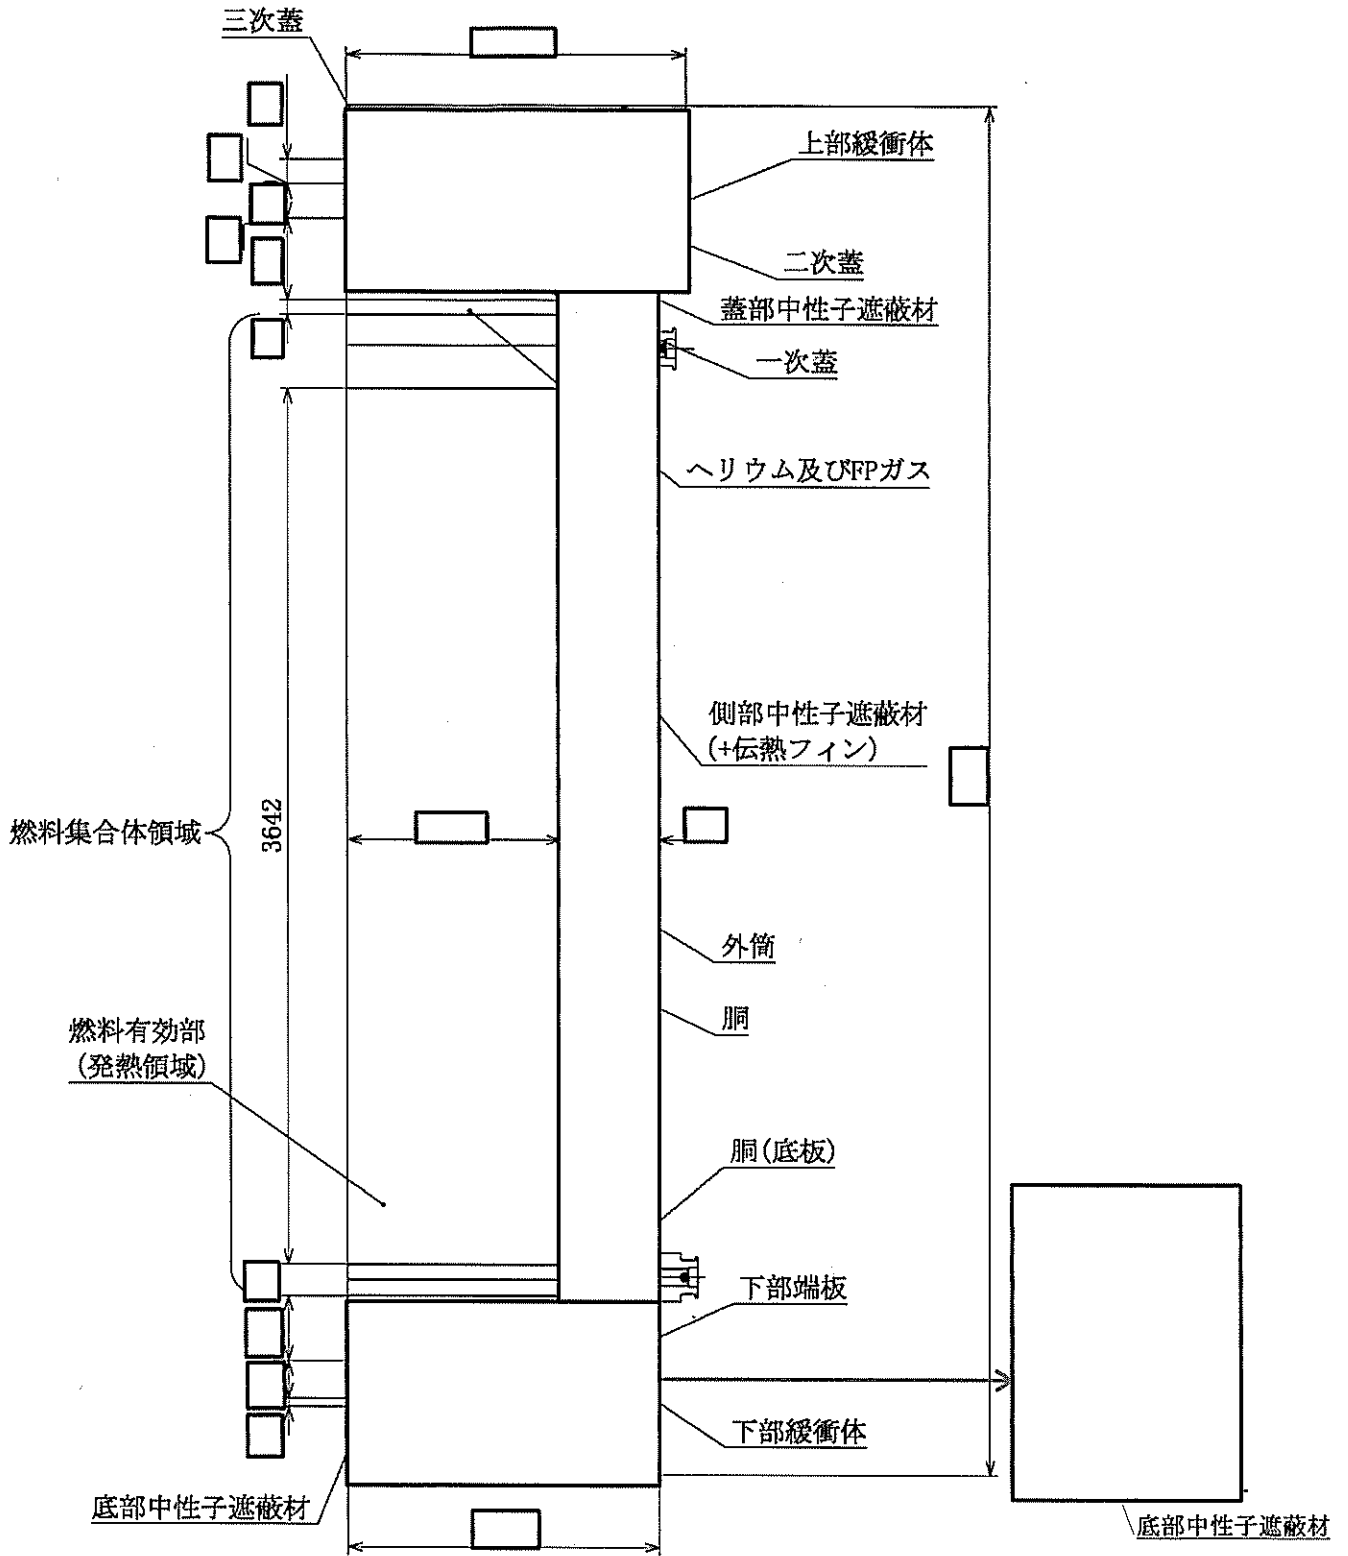 三次蓋
上部緩衝体
二次蓋
蓋部中性子遮蔽材
一次蓋
ヘリウム及びFPガス
側部中性子遮蔽材
(+伝熱フィン)
3642
燃料集合体領域
外筒
胴
燃料有効部
(発熱領域)
胴(底板)
下部端板
下部緩衝体
底部中性子遮蔽材
底部中性子遮蔽材